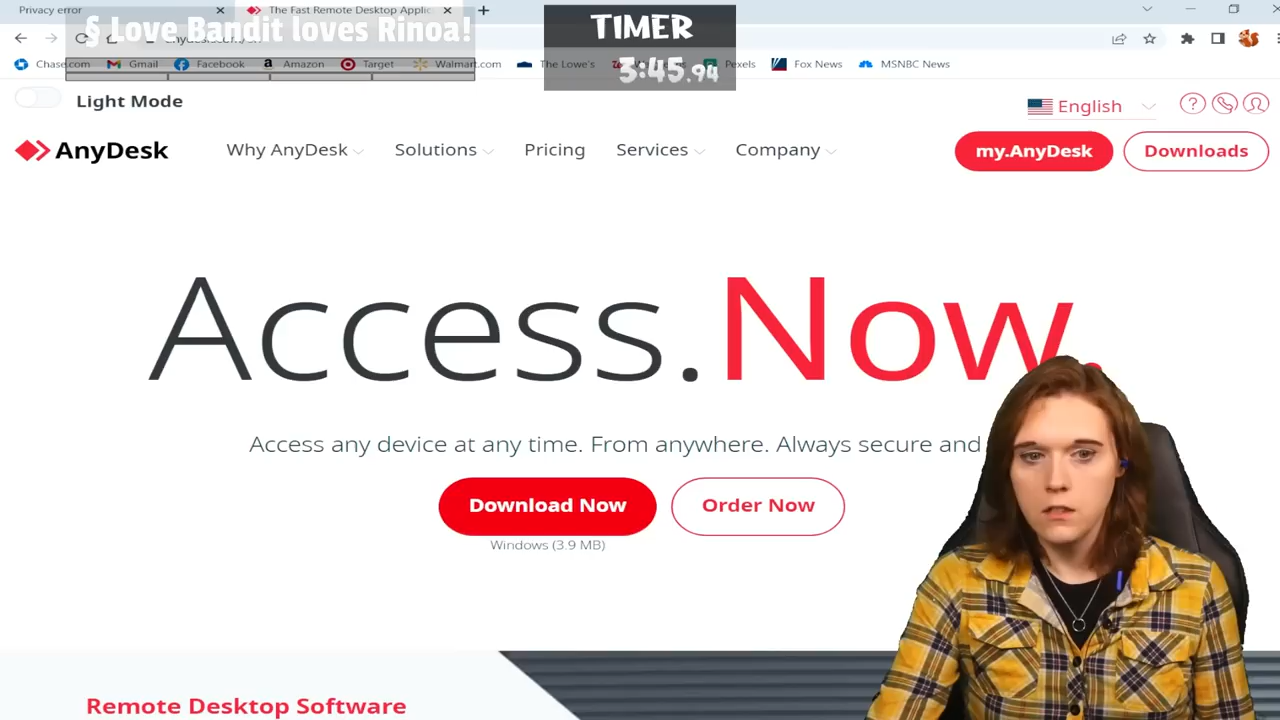 Privacy error
The Fast Remote Desktop Applic
§ Love Bandit loves Rinoa!
TIMER
3:45.94
Chase.com Gmail Facebook Amazon Target Walmart.com The Lowe's Pexels Fox News MSNBC News
Light Mode
English
AnyDesk
Why AnyDesk Solutions Pricing Services Company
my.AnyDesk Downloads
Access.Now.
Access any device at any time. From anywhere. Always secure and
Download Now Order Now
Windows (3.9 MB)
Remote Desktop Software